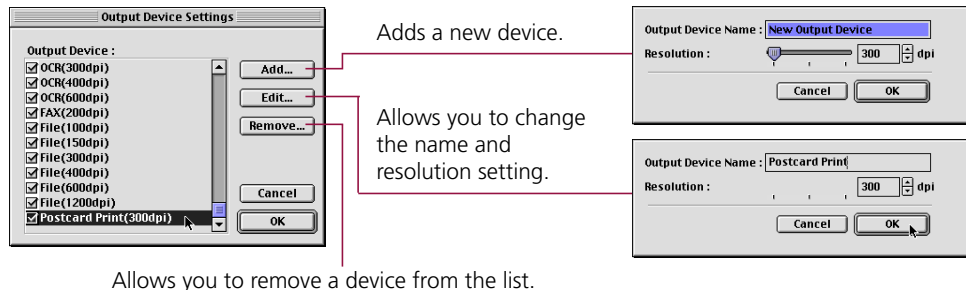 Output Device Settings
Output Device :
OCR(300dpi)
OCR(400dpi)
OCR(600dpi)
FAX(200dpi)
File(100dpi)
File(150dpi)
File(300dpi)
File(400dpi)
File(600dpi)
File(1200dpi)
Postcard Print(300dpi)
Add...
Edit...
Remove...
Cancel
OK
Adds a new device.
Allows you to change
the name and
resolution setting.
Allows you to remove a device from the list.
Output Device Name : New Output Device
Resolution : 300 dpi
Cancel OK
Output Device Name : Postcard Print
Resolution : 300 dpi
Cancel OK